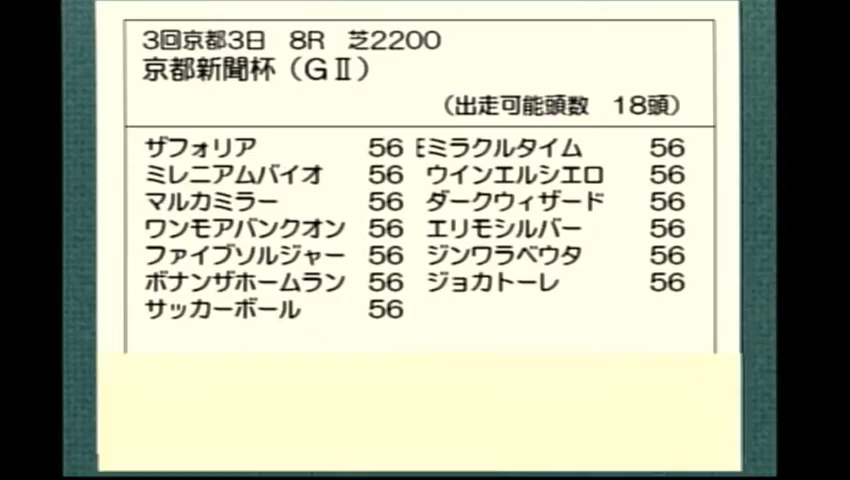 3回京都3日 8R 芝2200
京都新聞杯（GⅡ）
（出走可能頭数 18頭）
ザフォリア 56 Eミラクルタイム 56
ミレニアムバイオ 56 ウインエルシエロ 56
マルカミラー 56 ダークウィザード 56
ワンモアバンクオン 56 エリモシルバー 56
ファイブソルジャー 56 ジンワラベウタ 56
ボナンザホームラン 56 ジョカトーレ 56
サッカーボール 56